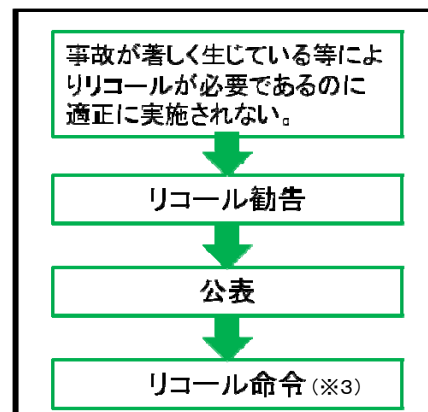 事故が著しく生じている等によ
りリコールが必要であるのに
適正に実施されない。
リコール勧告
公表
リコール命令(※3)